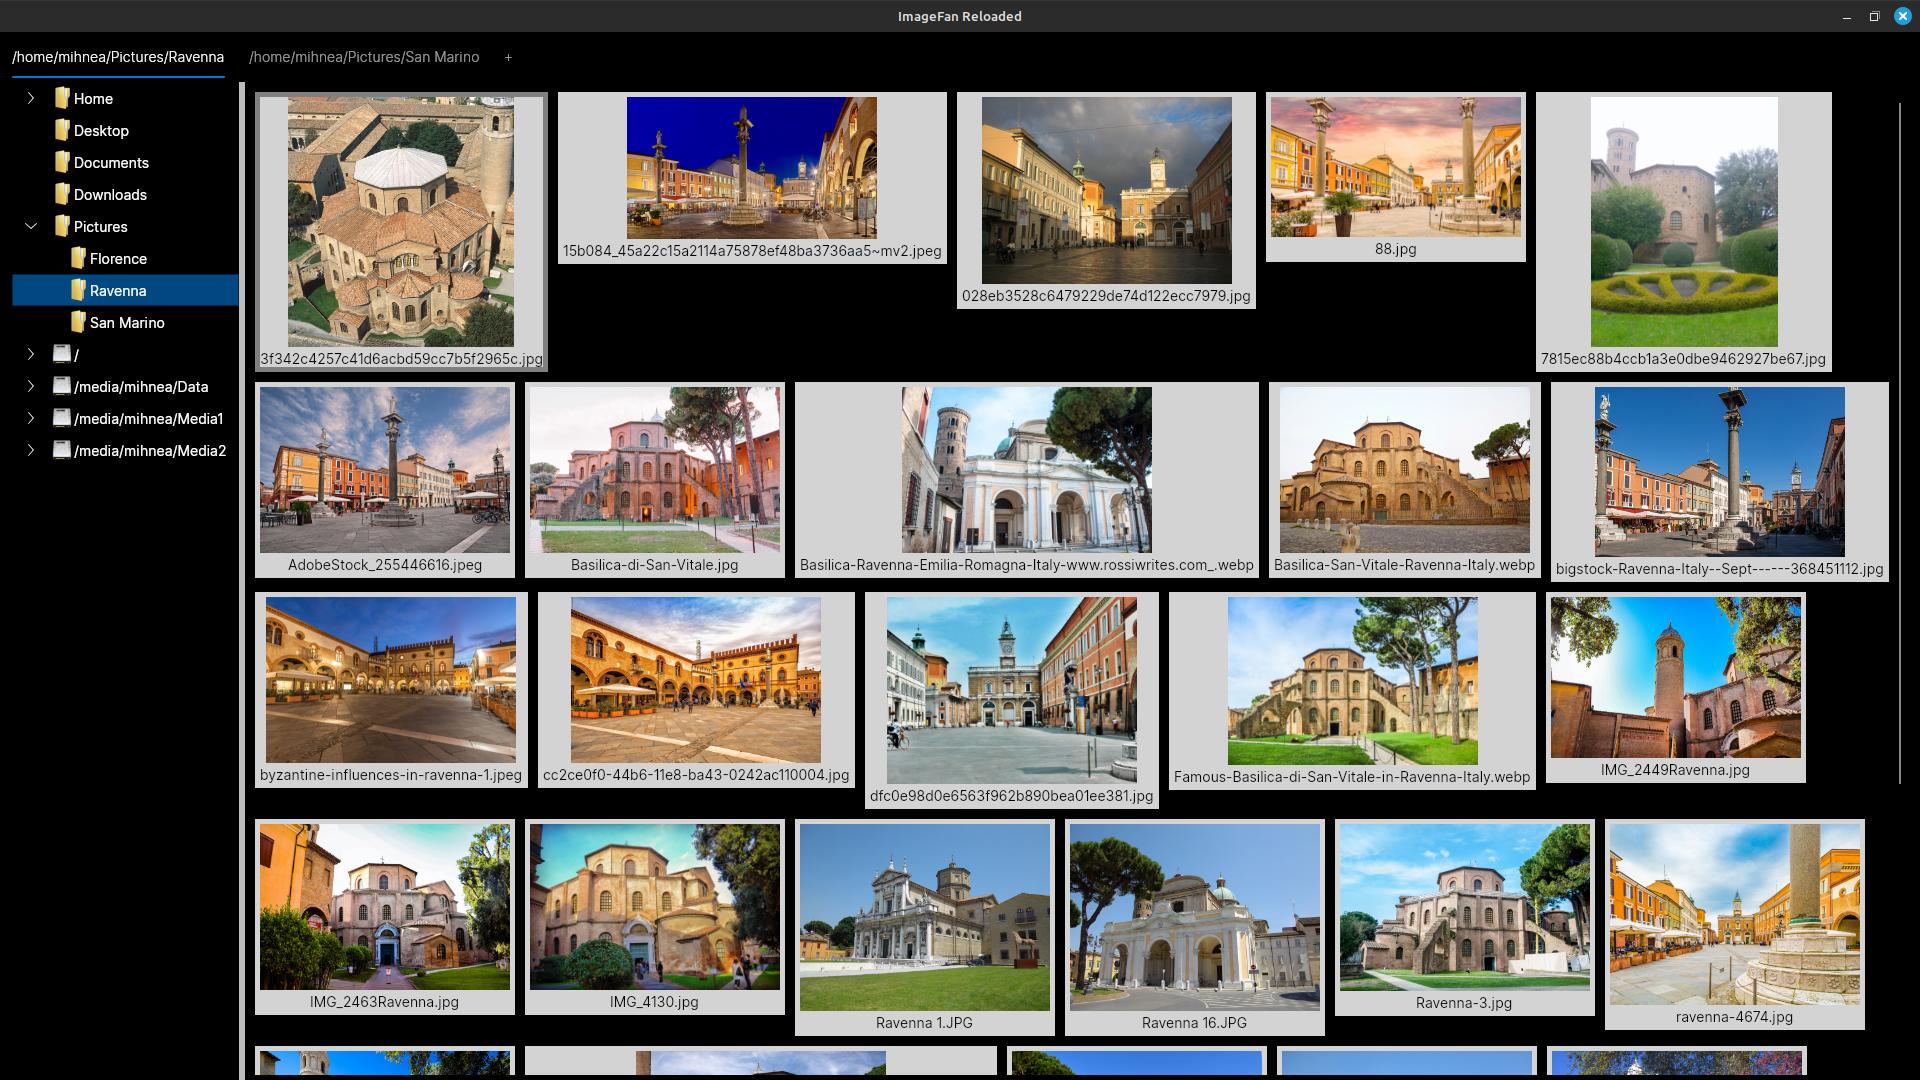 ImageFan Reloaded
/home/mihnea/Pictures/Ravenna
/home/mihnea/Pictures/San Marino
+
Home
Desktop
Documents
Downloads
Pictures
Florence
Ravenna
San Marino
/
/media/mihnea/Data
/media/mihnea/Media1
/media/mihnea/Media2
3f342c4257c41d6acbd59cc7b5f2965c.jpg
15b084_45a22c15a2114a75878ef48ba3736aa5~mv2.jpeg
028eb3528c6479229de74d122ecc7979.jpg
88.jpg
7815ec88b4ccb1a3e0dbe9462927be67.jpg
AdobeStock_255446616.jpeg
Basilica-di-San-Vitale.jpg
Basilica-Ravenna-Emilia-Romagna-Italy-www.rossiwrites.com_.webp
Basilica-San-Vitale-Ravenna-Italy.webp
bigstock-Ravenna-Italy--Sept------368451112.jpg
byzantine-influences-in-ravenna-1.jpeg
cc2ce0f0-44b6-11e8-ba43-0242ac110004.jpg
dfc0e98d0e6563f962b890bea01ee381.jpg
Famous-Basilica-di-San-Vitale-in-Ravenna-Italy.webp
IMG_2449Ravenna.jpg
IMG_2463Ravenna.jpg
IMG_4130.jpg
Ravenna 1.JPG
Ravenna 16.JPG
Ravenna-3.jpg
ravenna-4674.jpg